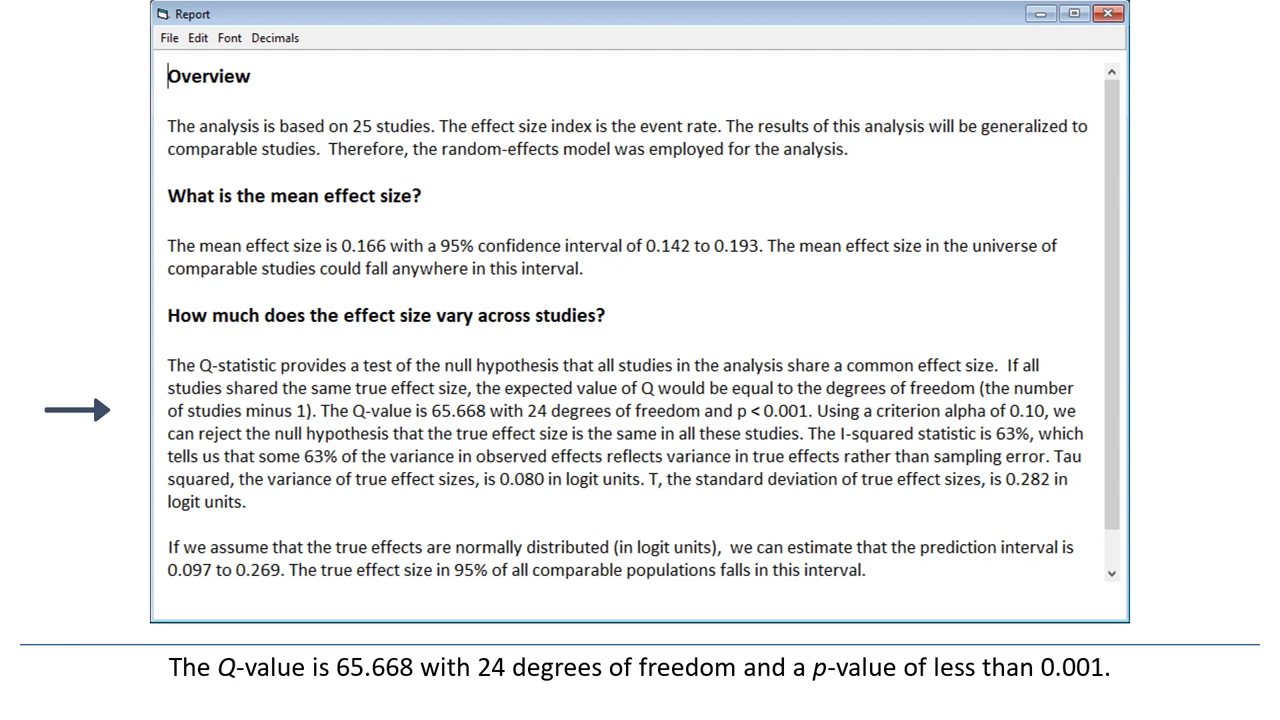 Report
File Edit Font Decimals
Overview
The analysis is based on 25 studies. The effect size index is the event rate. The results of this analysis will be generalized to
comparable studies.  Therefore, the random-effects model was employed for the analysis.
What is the mean effect size?
The mean effect size is 0.166 with a 95% confidence interval of 0.142 to 0.193. The mean effect size in the universe of
comparable studies could fall anywhere in this interval.
How much does the effect size vary across studies?
The Q-statistic provides a test of the null hypothesis that all studies in the analysis share a common effect size.  If all
studies shared the same true effect size, the expected value of Q would be equal to the degrees of freedom (the number
of studies minus 1). The Q-value is 65.668 with 24 degrees of freedom and p < 0.001. Using a criterion alpha of 0.10, we
can reject the null hypothesis that the true effect size is the same in all these studies. The I-squared statistic is 63%, which
tells us that some 63% of the variance in observed effects reflects variance in true effects rather than sampling error. Tau
squared, the variance of true effect sizes, is 0.080 in logit units. T, the standard deviation of true effect sizes, is 0.282 in
logit units.
If we assume that the true effects are normally distributed (in logit units),  we can estimate that the prediction interval is
0.097 to 0.269. The true effect size in 95% of all comparable populations falls in this interval.
The Q-value is 65.668 with 24 degrees of freedom and a p-value of less than 0.001.